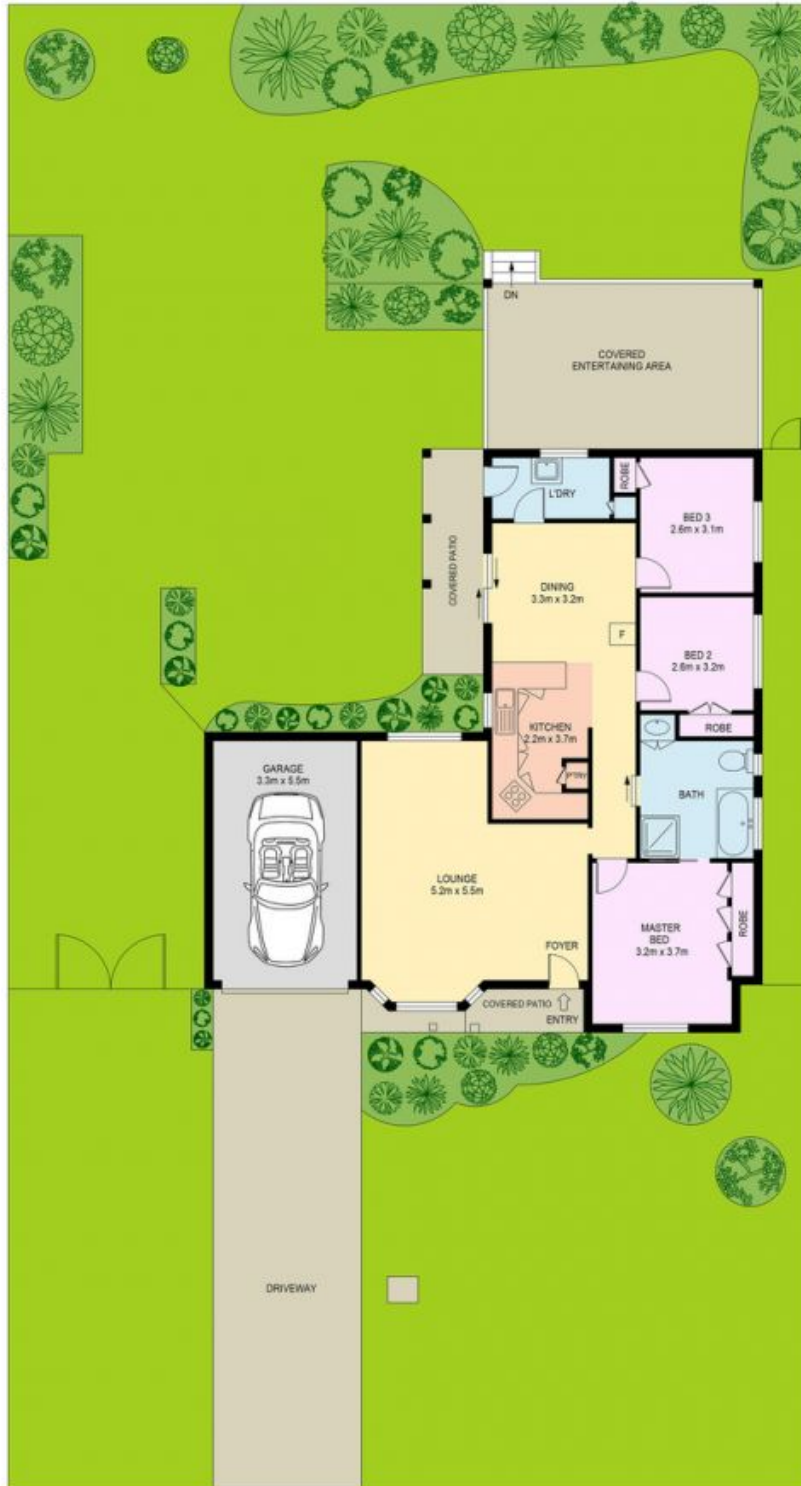 DN
COVERED
ENTERTAINING AREA
L'DRY
ROBE
BED 3
2.6m x 3.1m
COVERED PATIO
DINING
3.3m x 3.2m
F
BED 2
2.6m x 3.2m
ROBE
KITCHEN
2.2m x 3.7m
P'TRY
BATH
GARAGE
3.3m x 5.5m
LOUNGE
5.2m x 5.5m
FOYER
MASTER
BED
3.2m x 3.7m
ROBE
COVERED PATIO
ENTRY
DRIVEWAY